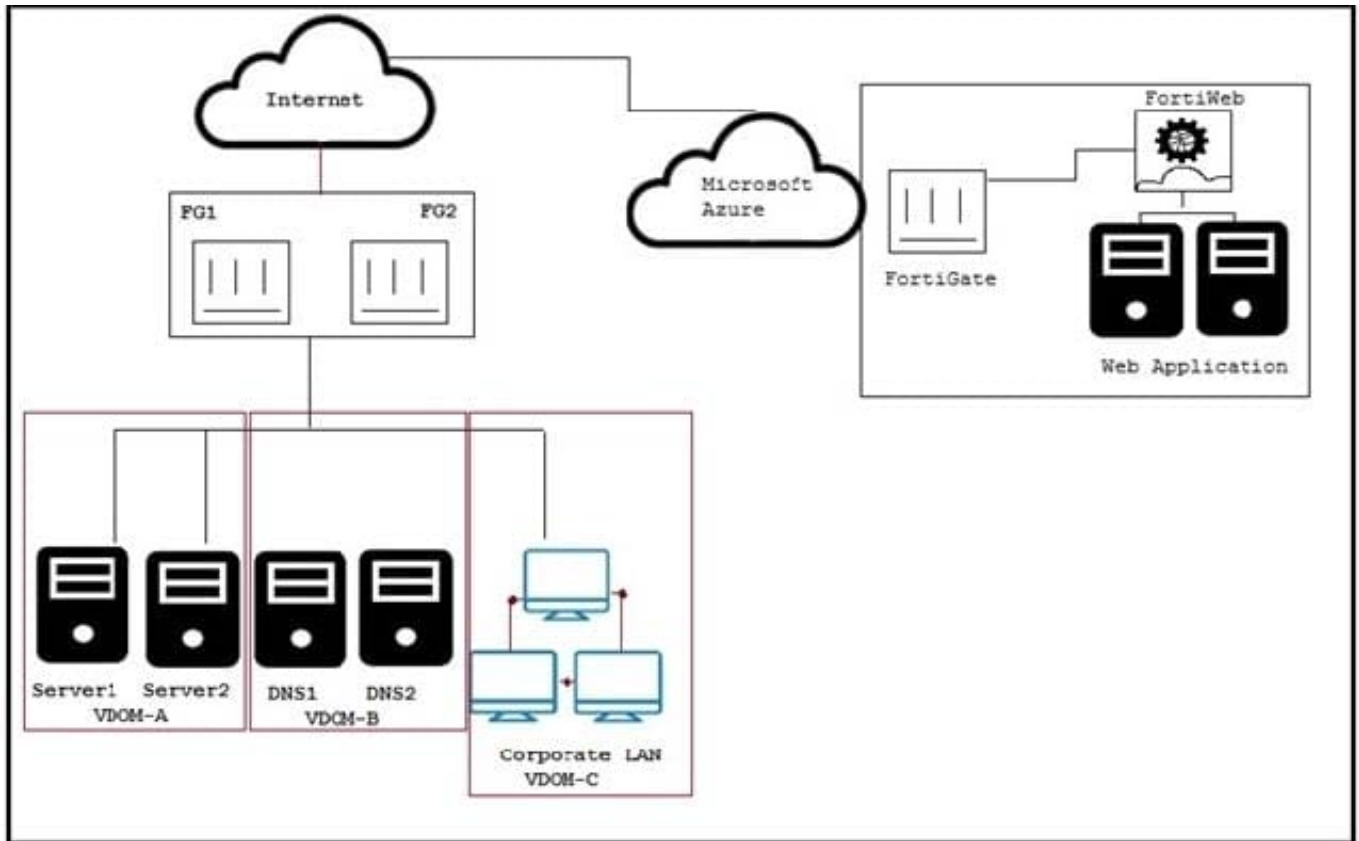 Internet
FortiWeb
Microsoft
Azure
FG1
FG2
FortiGate
Web Application
Server1
Server2
VDOM-A
DNS1
DNS2
VDOM-B
Corporate LAN
VDOM-C